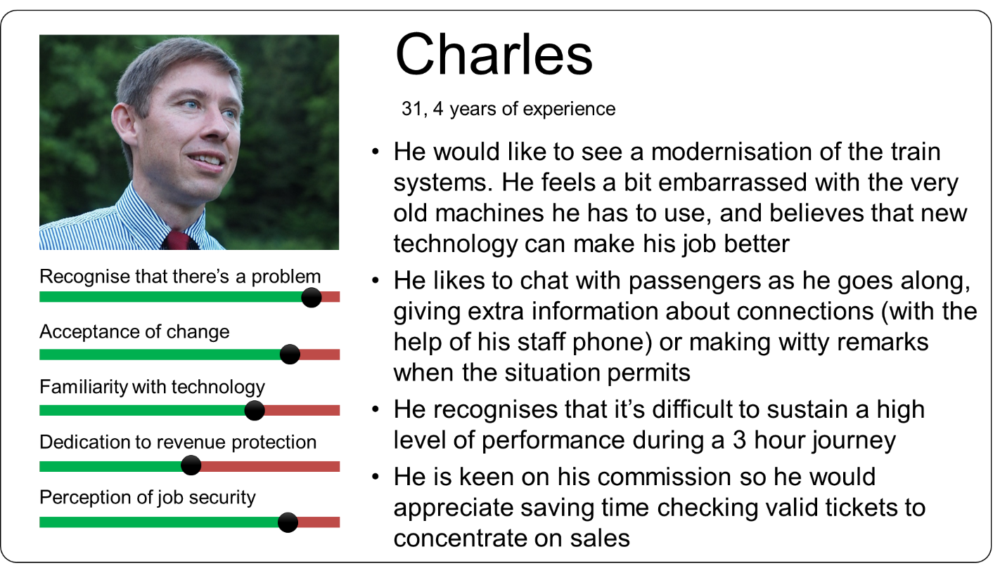 Charles
31, 4 years of experience
• He would like to see a modernisation of the train
systems. He feels a bit embarrassed with the very
old machines he has to use, and believes that new
technology can make his job better
• He likes to chat with passengers as he goes along,
giving extra information about connections (with the
help of his staff phone) or making witty remarks
when the situation permits
• He recognises that it’s difficult to sustain a high
level of performance during a 3 hour journey
• He is keen on his commission so he would
appreciate saving time checking valid tickets to
concentrate on sales
Recognise that there’s a problem
Acceptance of change
Familiarity with technology
Dedication to revenue protection
Perception of job security